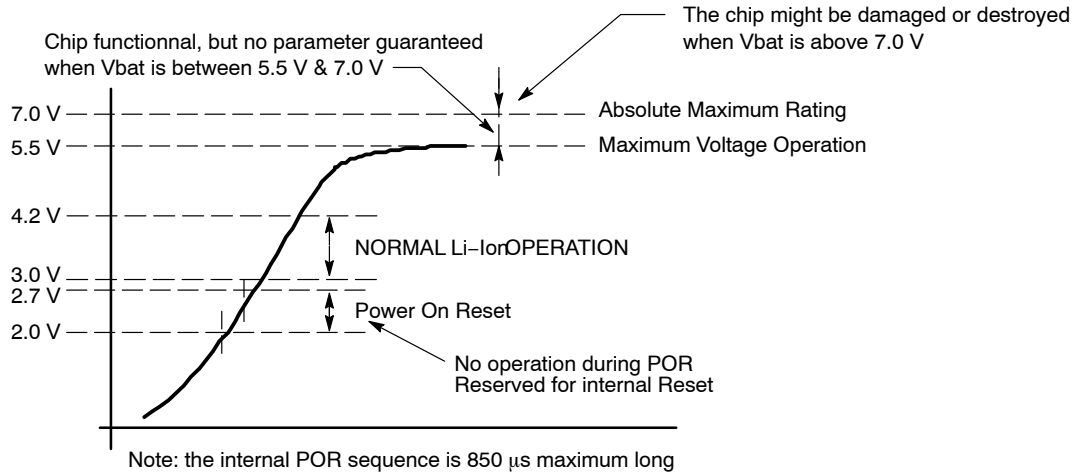 The chip might be damaged or destroyed
when Vbat is above 7.0 V
Chip functionnal, but no parameter guaranteed
when Vbat is between 5.5 V & 7.0 V
7.0 V
Absolute Maximum Rating
5.5 V
Maximum Voltage Operation
4.2 V
NORMAL Li–IonOPERATION
3.0 V
2.7 V
Power On Reset
2.0 V
No operation during POR
Reserved for internal Reset
Note: the internal POR sequence is 850 μs maximum long